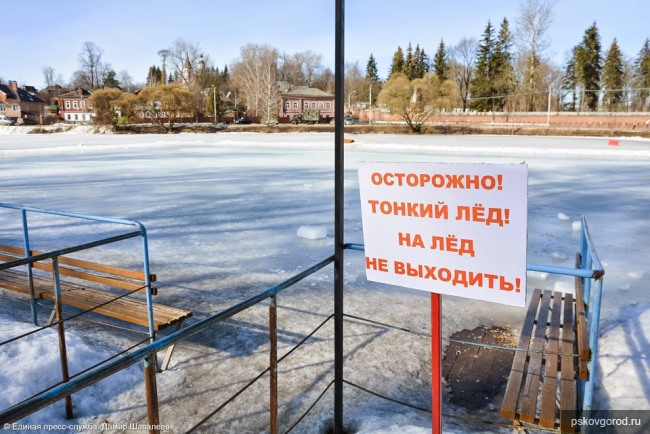 ОСТОРОЖНО!
ТОНКИЙ ЛЁД!
НА ЛЁД
НЕ ВЫХОДИТЬ!
© Единая пресс-служба. Дамир Шавалеев
pskovgorod.ru